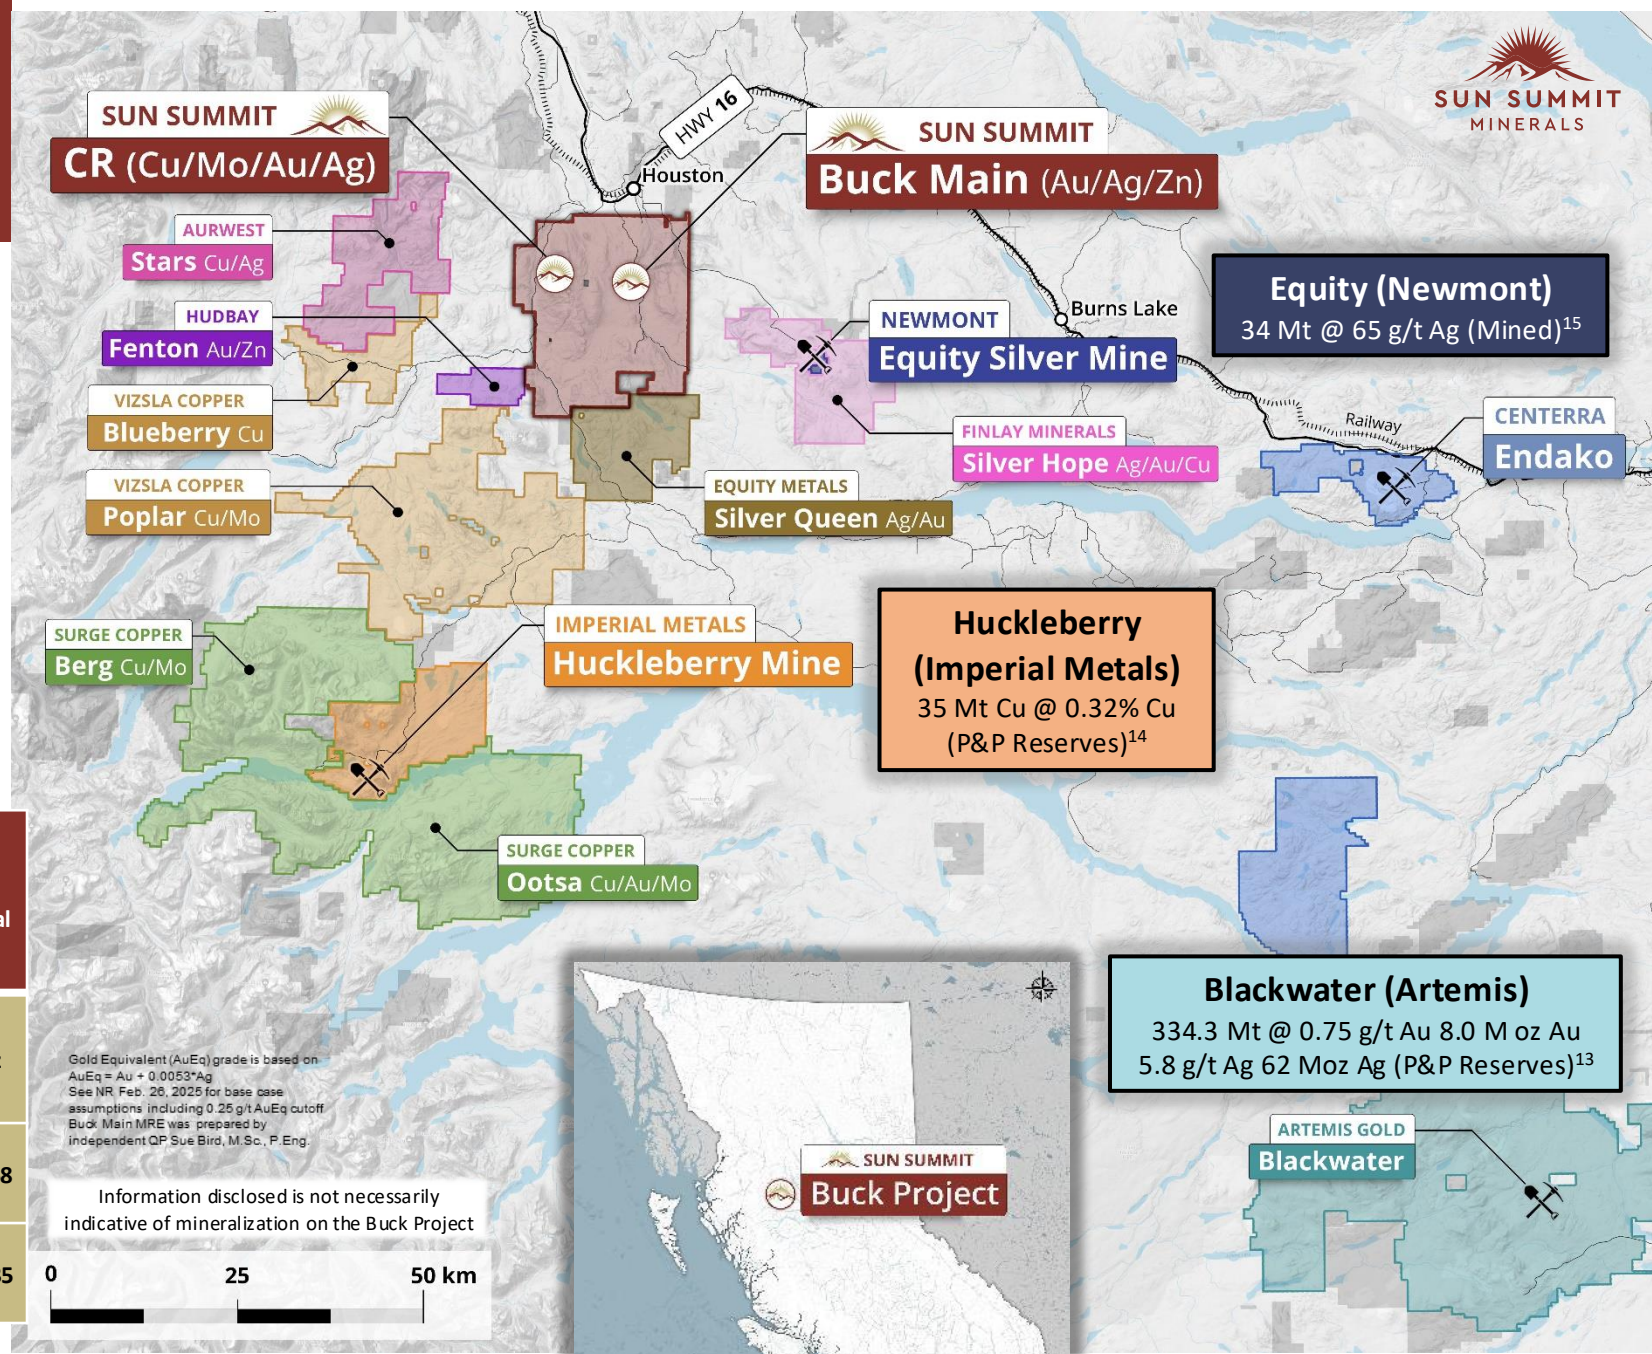 SUN SUMMIT
MINERALS
SUN SUMMIT
CR (Cu/Mo/Au/Ag)
HWY 16
Houston
SUN SUMMIT
Buck Main (Au/Ag/Zn)
AURWEST
Stars Cu/Ag
HUDBAY
Fenton Au/Zn
VIZSLA COPPER
Blueberry Cu
VIZSLA COPPER
Poplar Cu/Mo
NEWMONT
Equity Silver Mine
Burns Lake
Equity (Newmont)
34 Mt @ 65 g/t Ag (Mined)15
FINLAY MINERALS
Silver Hope Ag/Au/Cu
Railway
CENTERRA
Endako
EQUITY METALS
Silver Queen Ag/Au
SURGE COPPER
Berg Cu/Mo
IMPERIAL METALS
Huckleberry Mine
Huckleberry
(Imperial Metals)
35 Mt Cu @ 0.32% Cu
(P&P Reserves)14
SURGE COPPER
Ootsa Cu/Au/Mo
al
8
35
Blackwater (Artemis)
334.3 Mt @ 0.75 g/t Au 8.0 M oz Au
5.8 g/t Ag 62 Moz Ag (P&P Reserves)13
ARTEMIS GOLD
Blackwater
Gold Equivalent (AuEq) grade is based on
AuEq = Au + 0.0053*Ag
See NR Feb. 26, 2025 for base case
assumptions including 0.25 g/t AuEq cutoff
Buck Main MRE was prepared by
independent QP Sue Bird, M.Sc., P.Eng.
Information disclosed is not necessarily
indicative of mineralization on the Buck Project
0 25 50 km
SUN SUMMIT
Buck Project